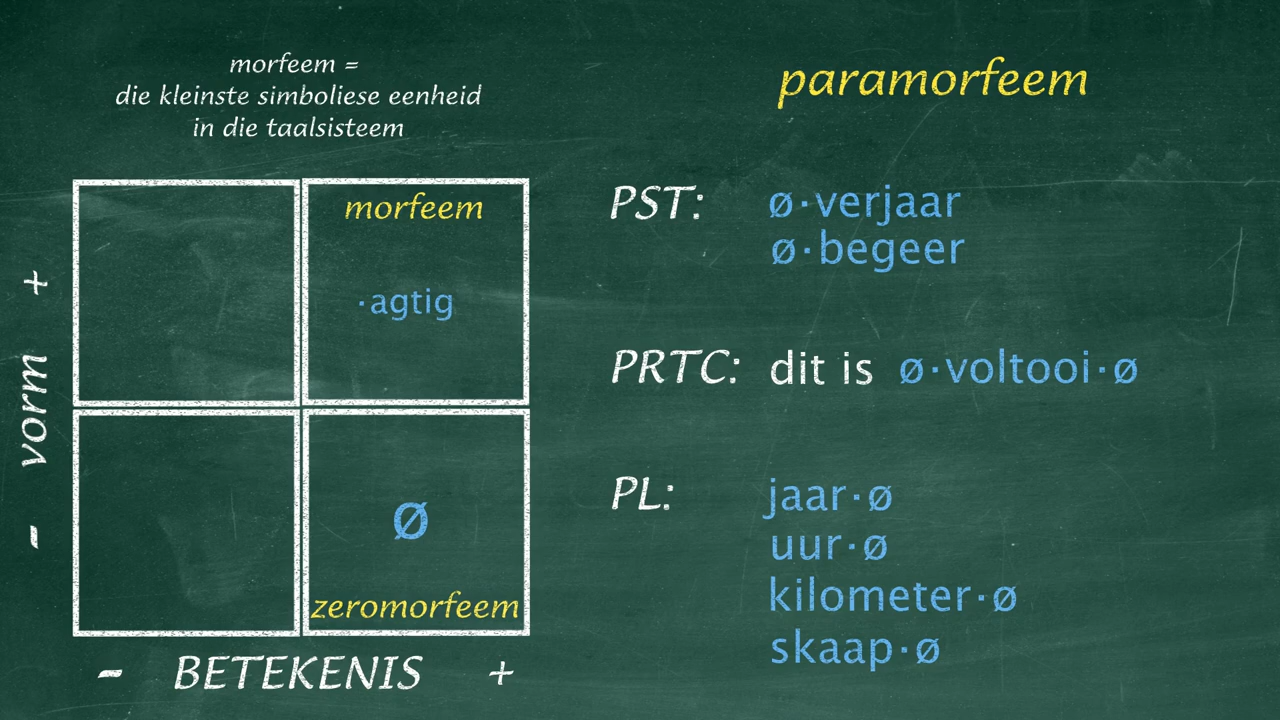 morfeem =
die kleinste simboliese eenheid
in die taalsisteem
morfeem
·agtig
ø
zeromorfeem
- vorm +
- BETEKENIS +
paramorfeem
PST: ø·verjaar
ø·begeer
PRTC: dit is ø·voltooi·ø
PL: jaar·ø
uur·ø
kilometer·ø
skaap·ø